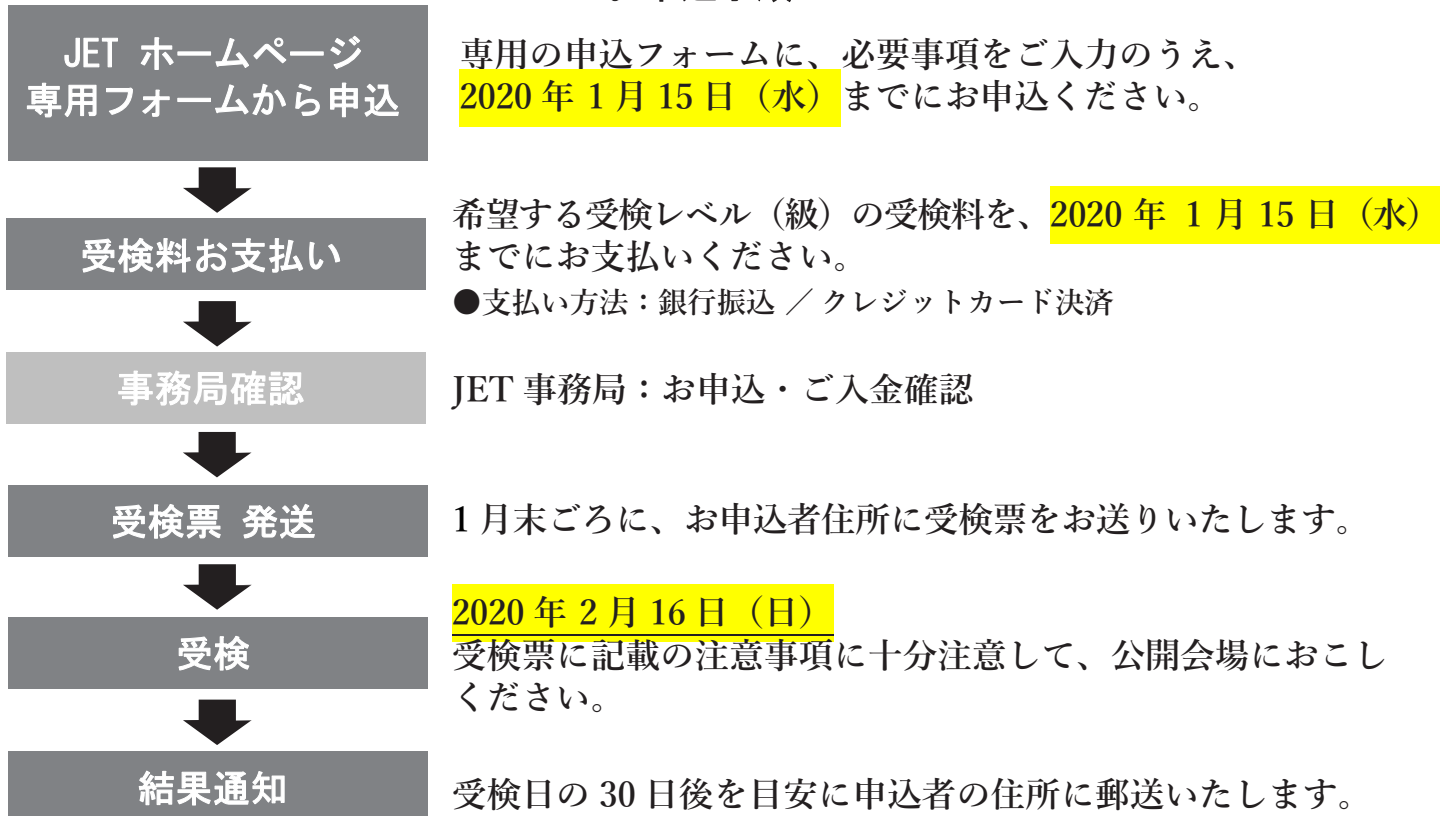 JET ホームページ
専用フォームから申込
専用の申込フォームに、必要事項をご入力のうえ、
2020 年 1 月 15 日（水）までにお申込ください。
受検料お支払い
希望する受検レベル（級）の受検料を、2020 年 1 月 15 日（水）
までにお支払いください。
●支払い方法：銀行振込 ／ クレジットカード決済
事務局確認
JET 事務局：お申込・ご入金確認
受検票 発送
1 月末ごろに、お申込者住所に受検票をお送りいたします。
受検
2020 年 2 月 16 日（日）
受検票に記載の注意事項に十分注意して、公開会場におこし
ください。
結果通知
受検日の 30 日後を目安に申込者の住所に郵送いたします。